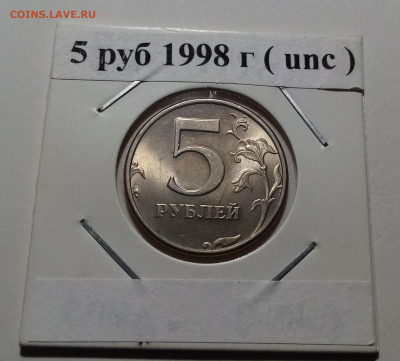 COINS.LAVE.RU
5 руб 1998 г ( unc )
5
РУБЛЕЙ